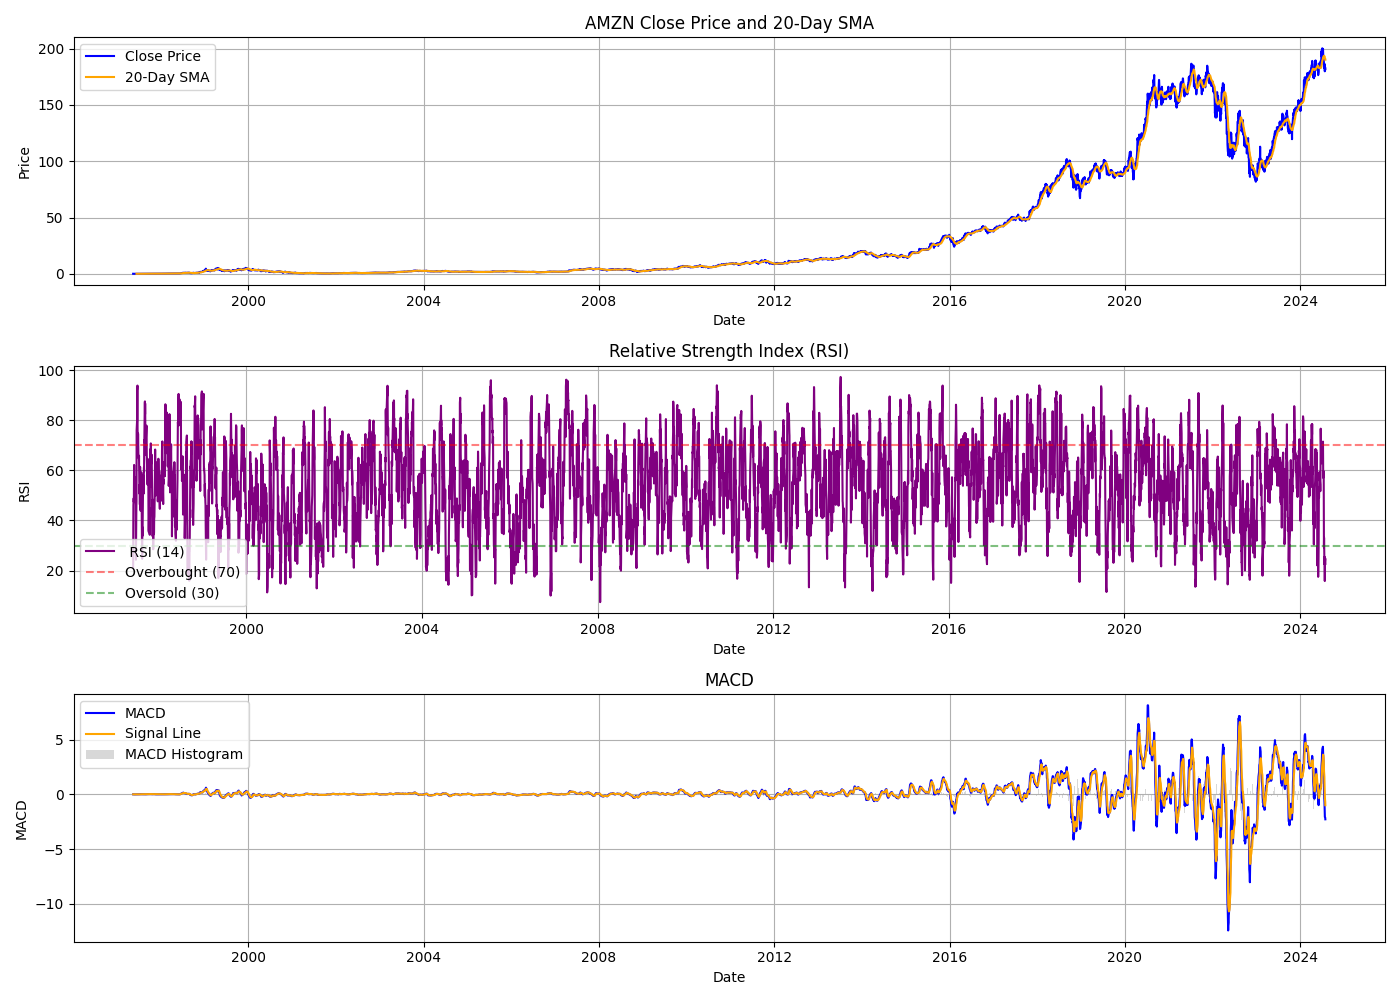 AMZN Close Price and 20-Day SMA
Close Price
20-Day SMA
200
150
100
50
0
Price
2000 2004 2008 2012 2016 2020 2024
Date
Relative Strength Index (RSI)
100
80
60
40
20
RSI
RSI (14)
Overbought (70)
Oversold (30)
2000 2004 2008 2012 2016 2020 2024
Date
MACD
MACD
Signal Line
MACD Histogram
5
0
−5
−10
MACD
2000 2004 2008 2012 2016 2020 2024
Date